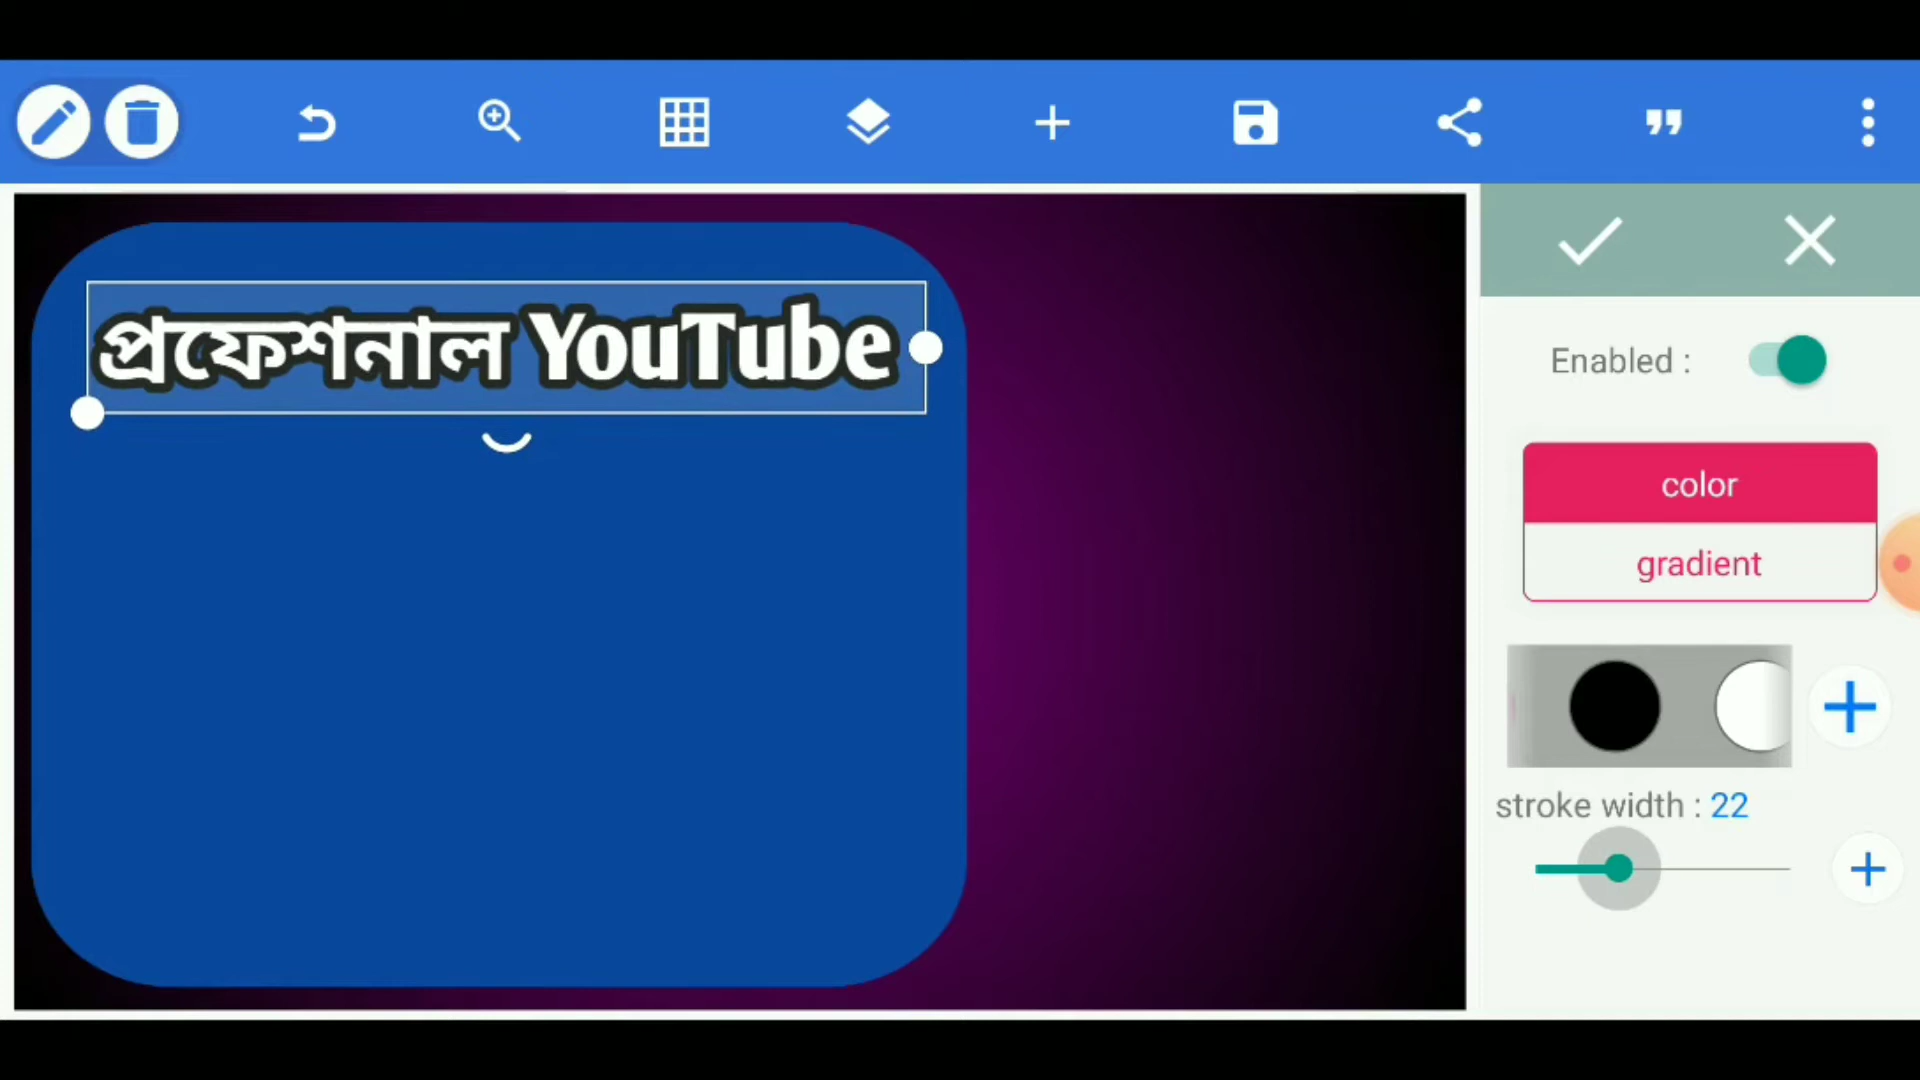 প্রফেশনাল YouTube
Enabled :
color
gradient
stroke width : 22